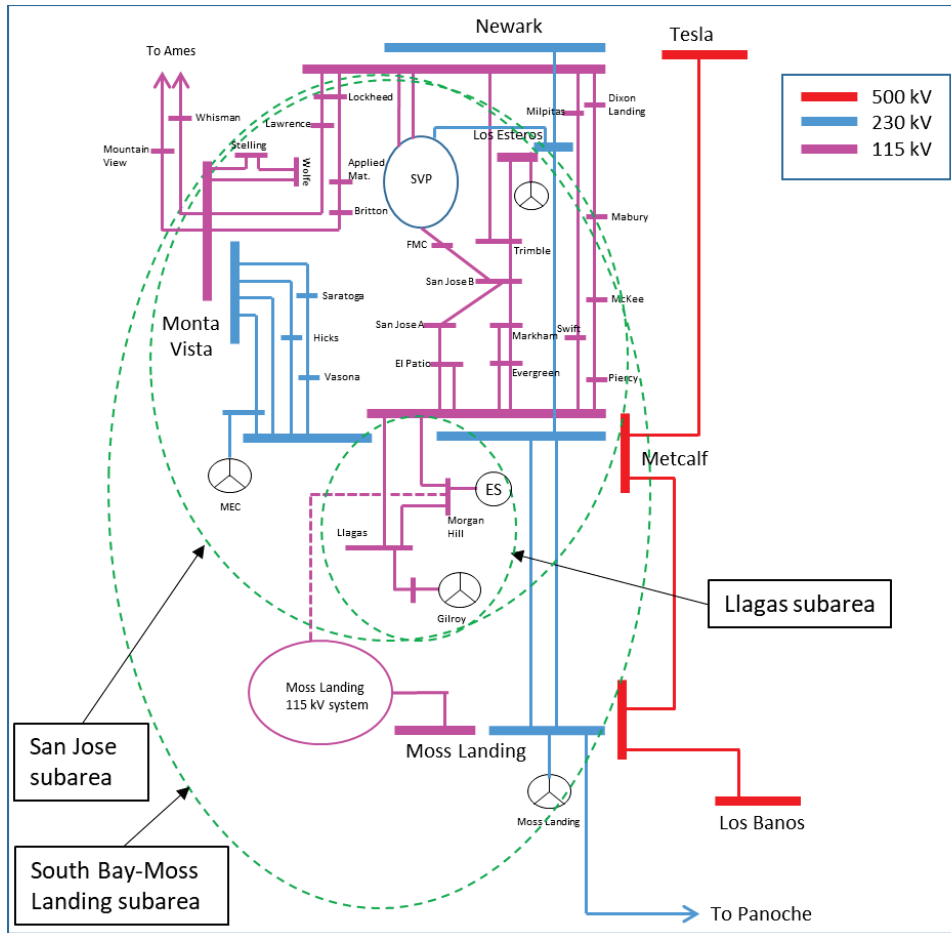 Newark
Tesla
To Ames
500 kV
230 kV
115 kV
Lockheed
Whisman
Lawrence
Milpitas
Dixon
Landing
Los Esteros
Mountain
View
Stelling
Wolfe
Applied
Mat.
SVP
Britton
Mabury
FMC
Trimble
San Jose B
Saratoga
McKee
Monta
Vista
San Jose A
Markham
Swift
Hicks
El Patio
Evergreen
Vasona
Piercy
Metcalf
MEC
ES
Morgan
Hill
Llagas
Gilroy
Llagas subarea
Moss Landing
115 kV system
San Jose
subarea
Moss Landing
Moss Landing
Los Banos
South Bay-Moss
Landing subarea
To Panoche